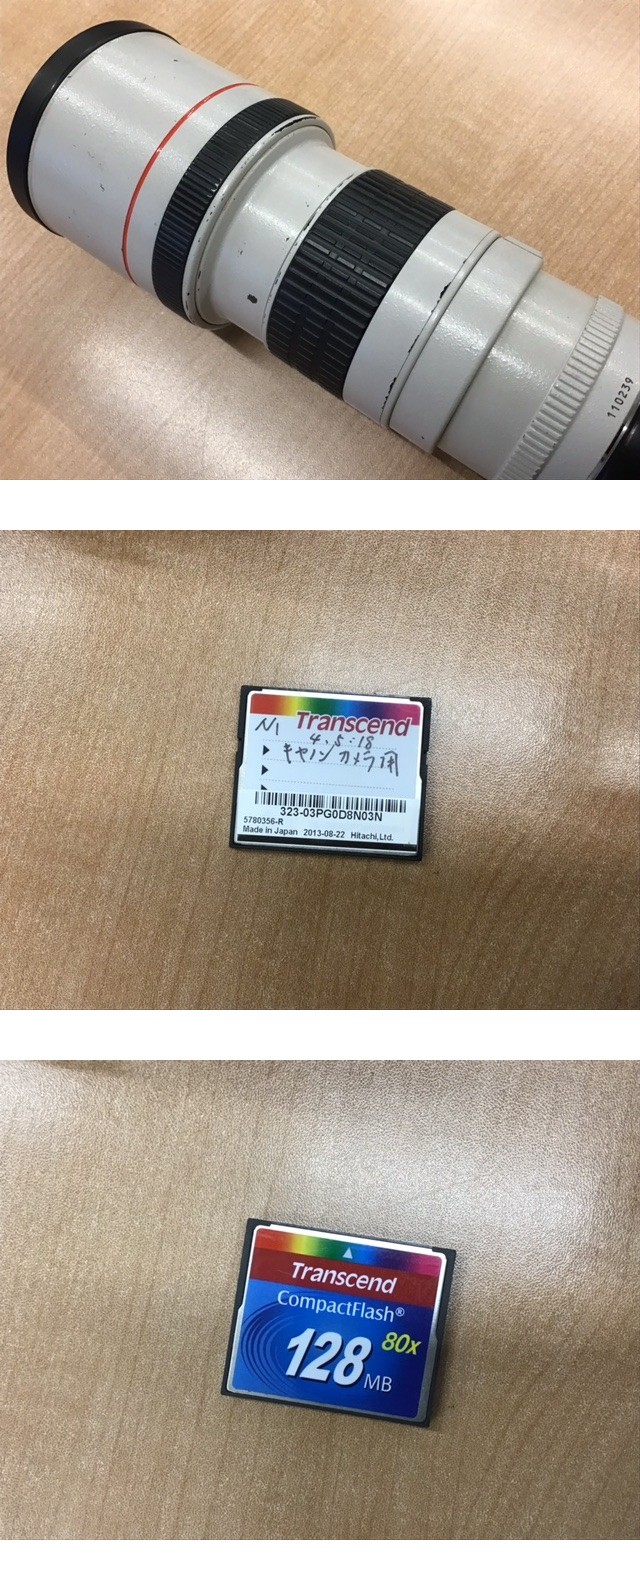 110239
Transcend
N1
4.5.18
キヤノン カメラ用
323-03PG0D8N03N
5780356-R
Made in Japan 2013-08-22 Hitachi,Ltd.
Transcend
CompactFlash®
80x
128 MB